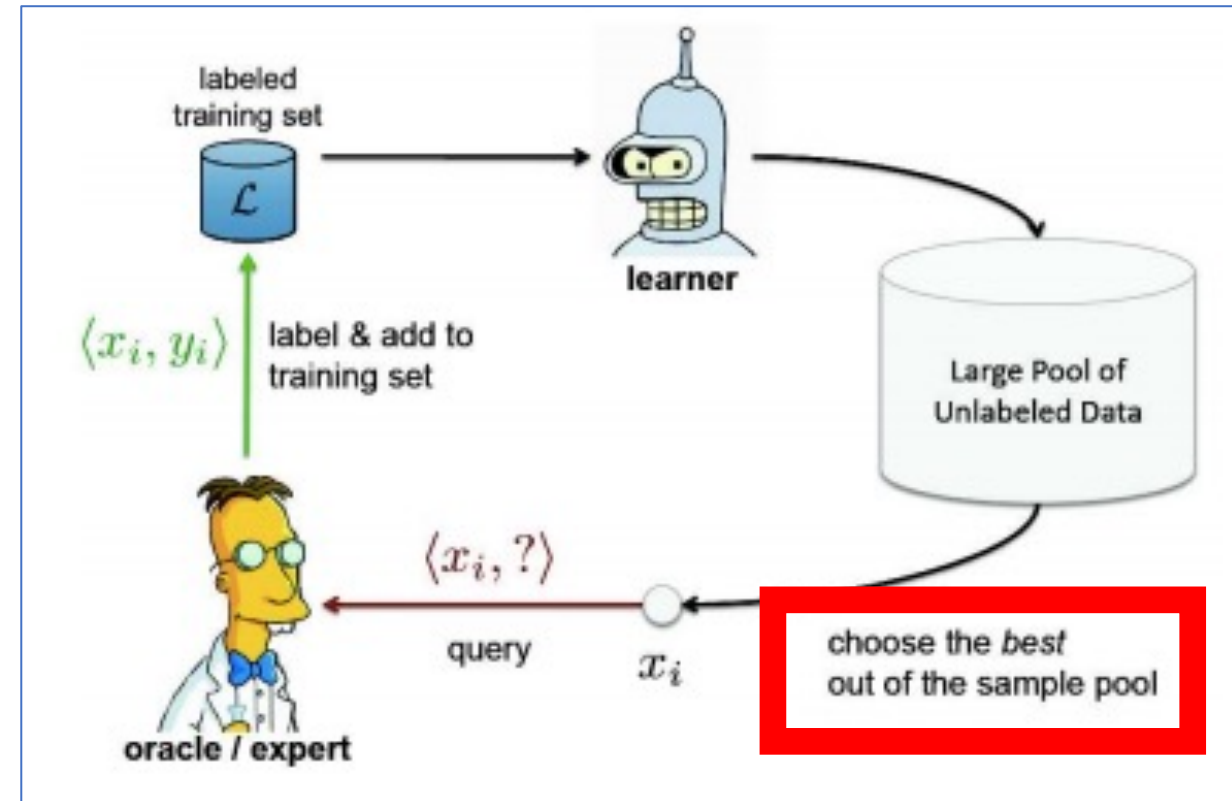 labeled
training set
ℒ
learner
⟨xᵢ, yᵢ⟩
label & add to
training set
Large Pool of
Unlabeled Data
⟨xᵢ, ?⟩
query
xᵢ
choose the best
out of the sample pool
oracle / expert